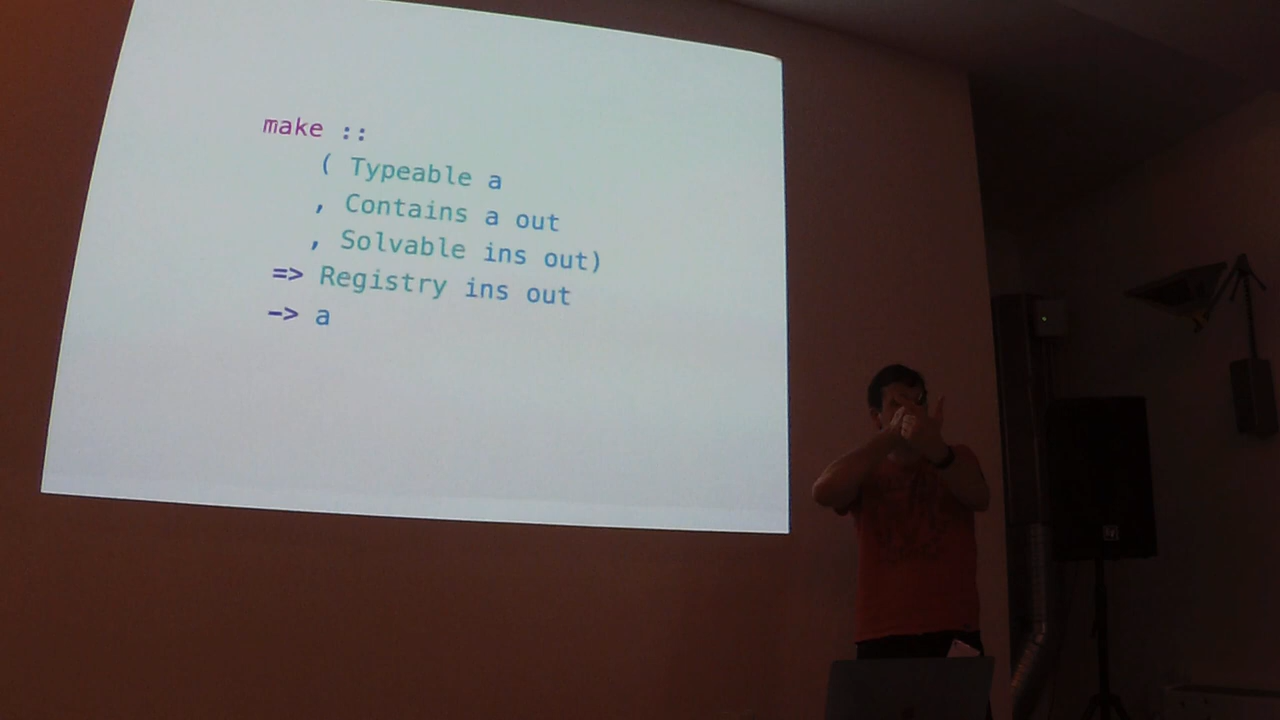 make ::
( Typeable a
, Contains a out
, Solvable ins out)
=> Registry ins out
-> a